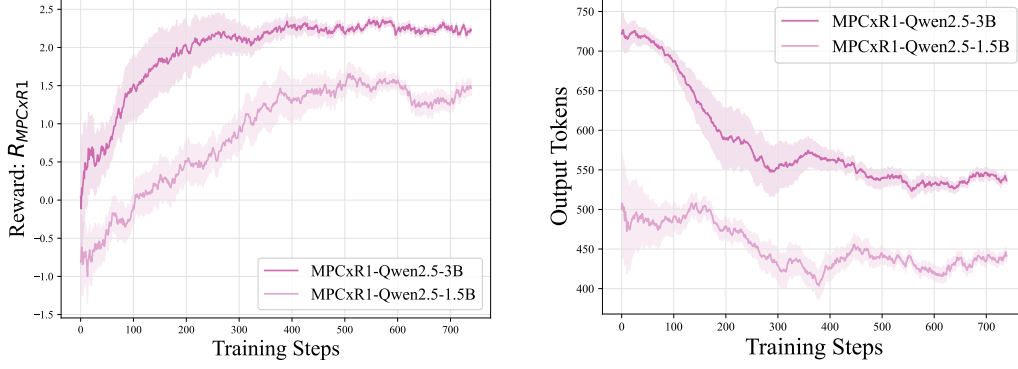 2.5
2.0
1.5
1.0
0.5
0.0
−0.5
−1.0
−1.5
Reward: R_MPCxR1
MPCxR1-Qwen2.5-3B
MPCxR1-Qwen2.5-1.5B
0 100 200 300 400 500 600 700
Training Steps
750
700
650
600
550
500
450
400
Output Tokens
MPCxR1-Qwen2.5-3B
MPCxR1-Qwen2.5-1.5B
0 100 200 300 400 500 600 700
Training Steps